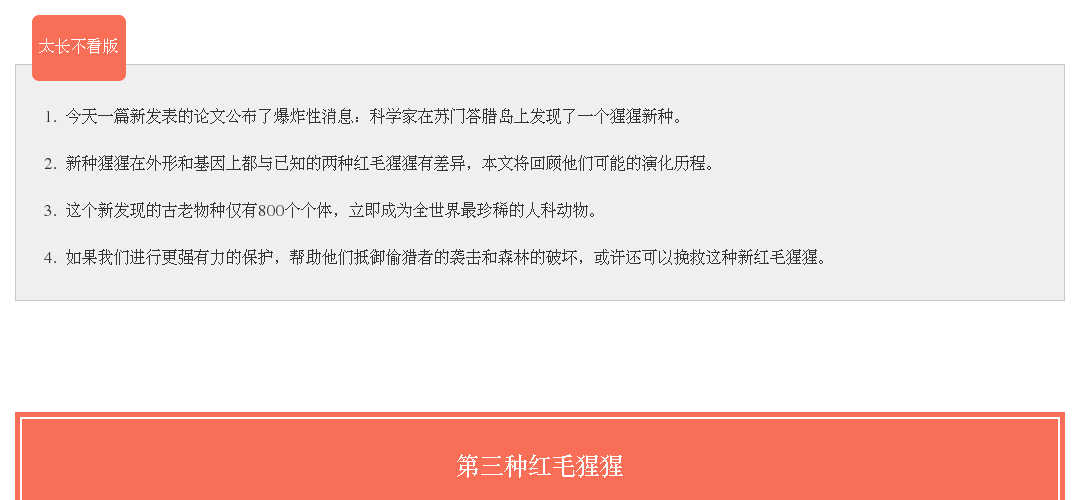 太长不看版
1. 今天一篇新发表的论文公布了爆炸性消息：科学家在苏门答腊岛上发现了一个猩猩新种。
2. 新种猩猩在外形和基因上都与已知的两种红毛猩猩有差异，本文将回顾他们可能的演化历程。
3. 这个新发现的古老物种仅有800个个体，立即成为全世界最珍稀的人科动物。
4. 如果我们进行更强有力的保护，帮助他们抵御偷猎者的袭击和森林的破坏，或许还可以挽救这种新红毛猩猩。
第三种红毛猩猩